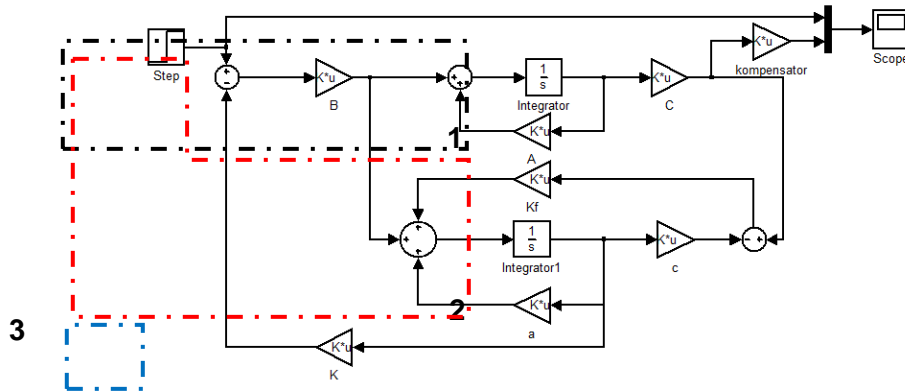 K*u
Step
K*u
B
1
s
Integrator
K*u
C
kompensator
Scope
1
K*u
A
K*u
Kf
1
s
Integrator1
K*u
c
2
K*u
a
3
K*u
K